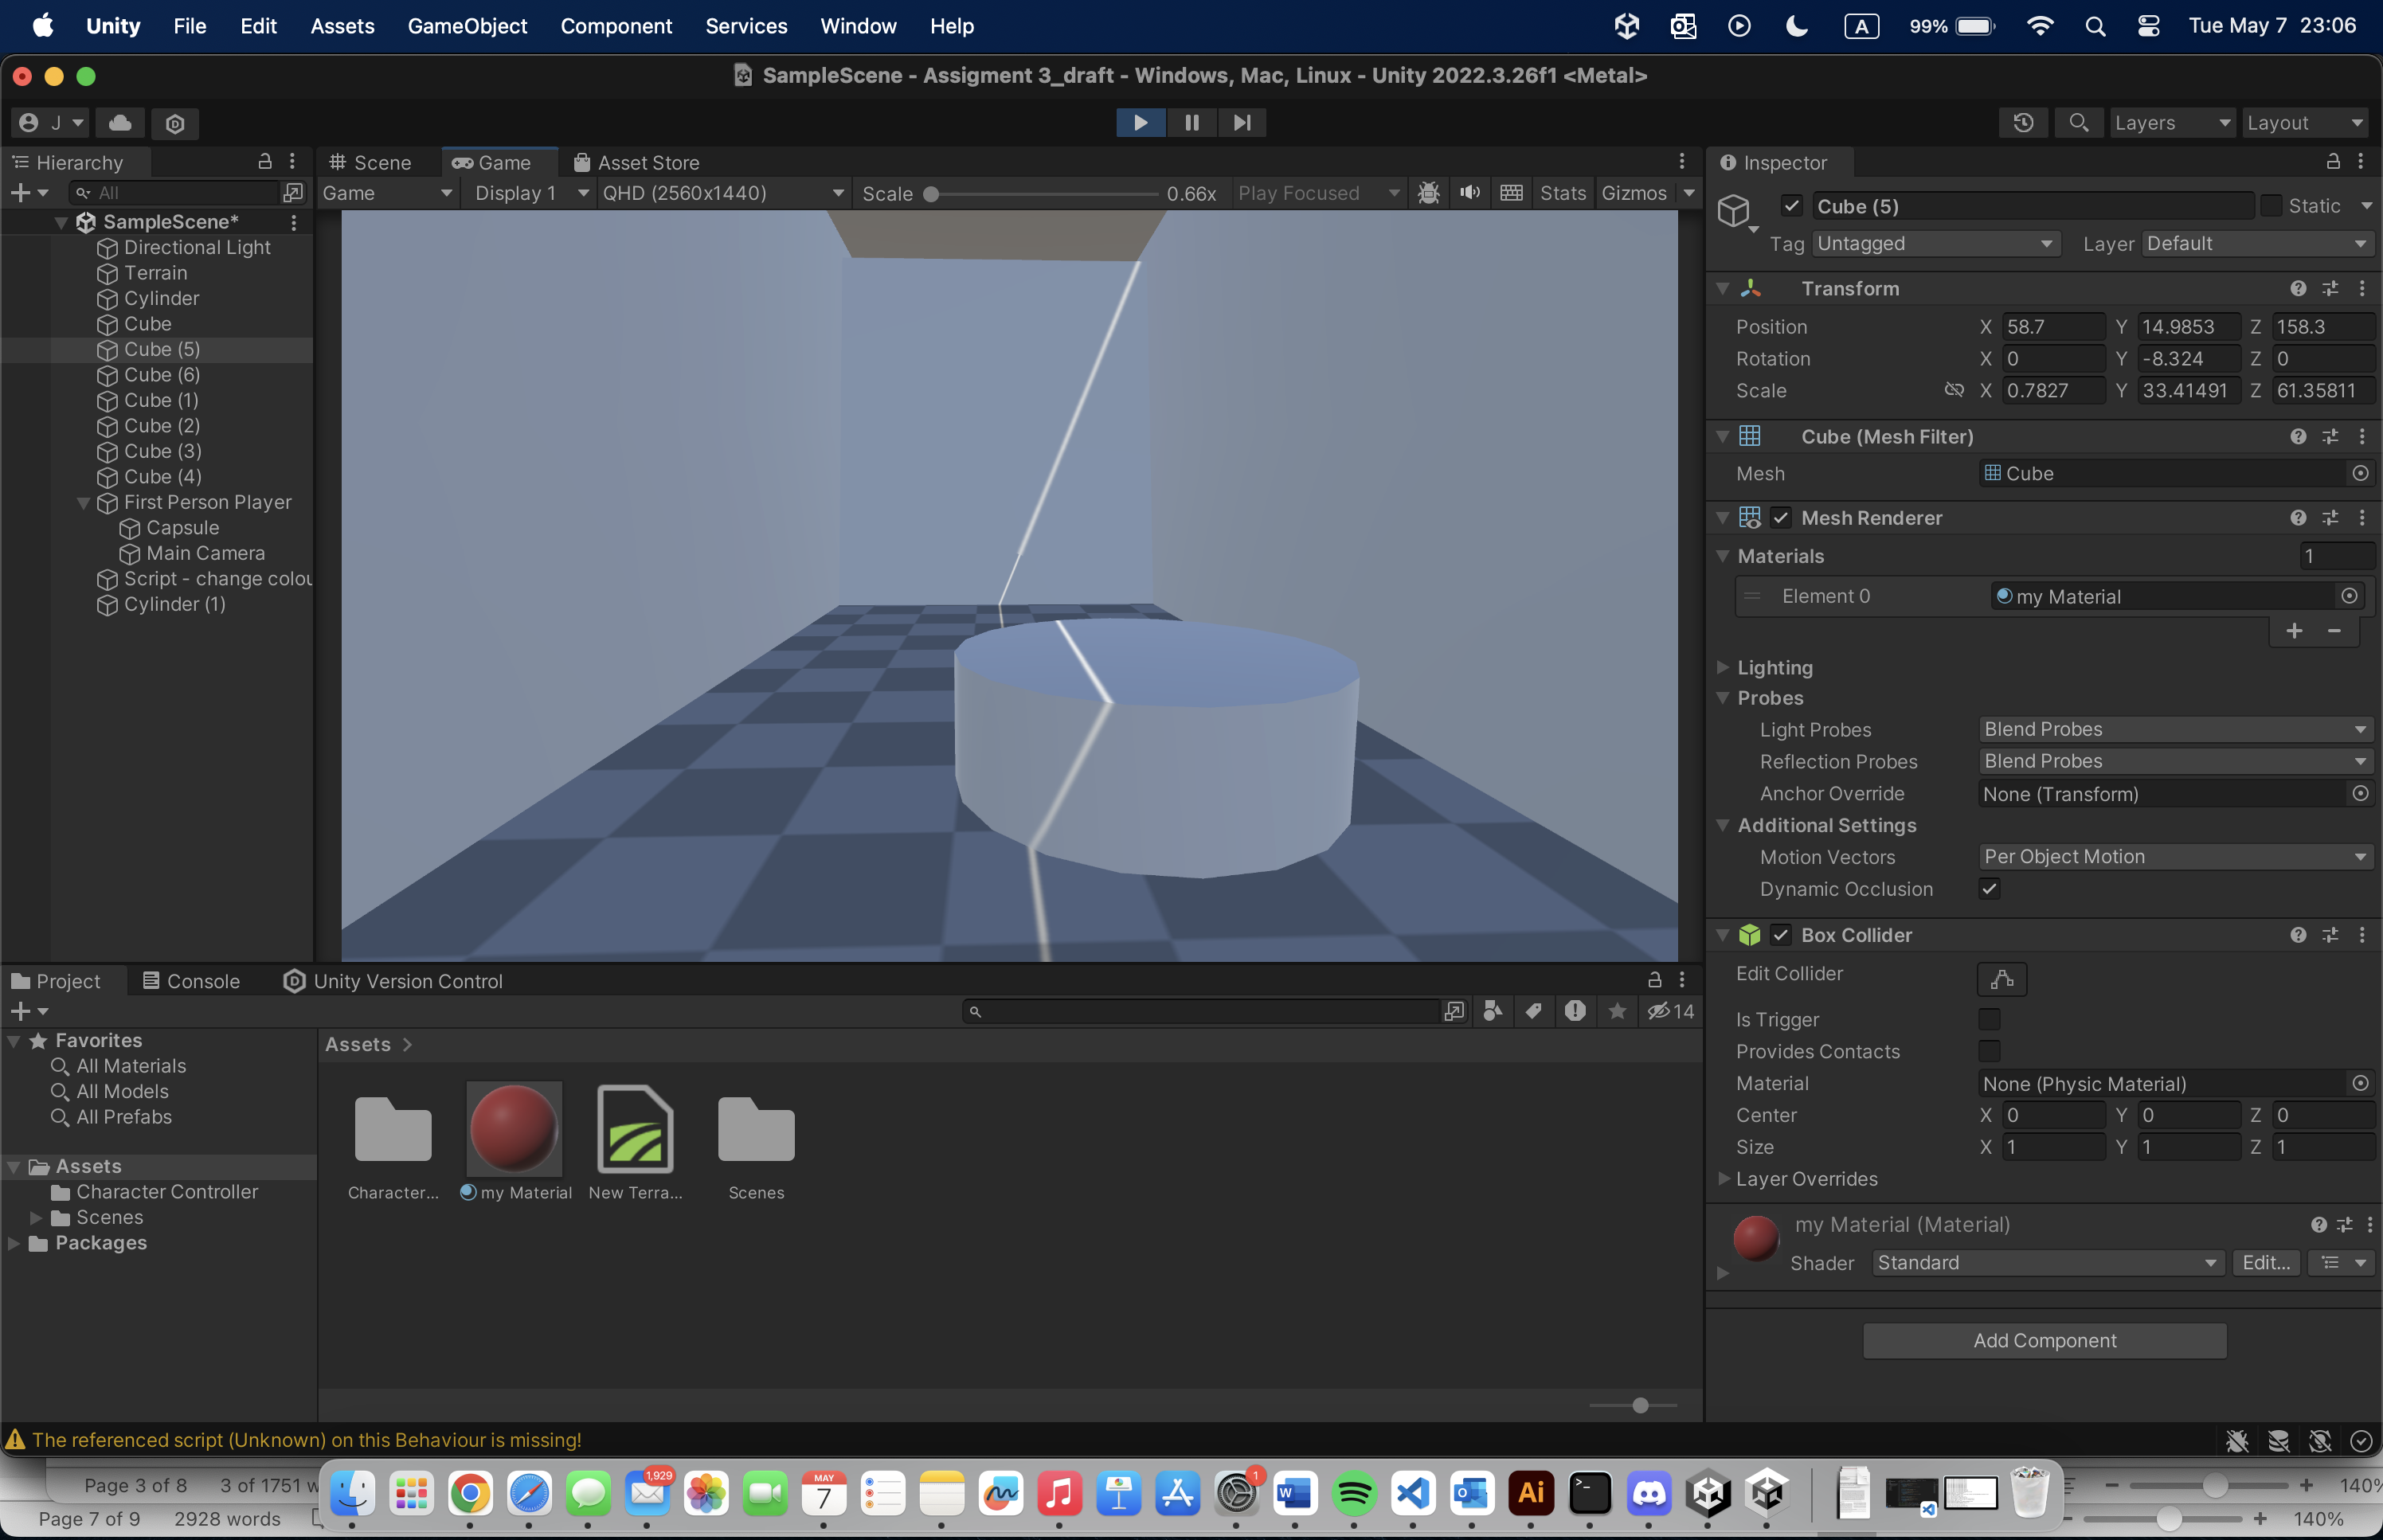 Unity File Edit Assets GameObject Component Services Window Help A 99% Tue May 7 23:06
SampleScene - Assigment 3_draft - Windows, Mac, Linux - Unity 2022.3.26f1 <Metal>
J Layers Layout
Hierarchy
All
SampleScene*
Directional Light
Terrain
Cylinder
Cube
Cube (5)
Cube (6)
Cube (1)
Cube (2)
Cube (3)
Cube (4)
First Person Player
Capsule
Main Camera
Script - change colou
Cylinder (1)
Scene Game Asset Store
Game Display 1 QHD (2560x1440) Scale 0.66x Play Focused Stats Gizmos
Inspector
Cube (5) Static
Tag Untagged Layer Default
Transform
Position X 58.7 Y 14.9853 Z 158.3
Rotation X 0 Y -8.324 Z 0
Scale X 0.7827 Y 33.41491 Z 61.35811
Cube (Mesh Filter)
Mesh Cube
Mesh Renderer
Materials 1
Element 0 my Material
Lighting
Probes
Light Probes Blend Probes
Reflection Probes Blend Probes
Anchor Override None (Transform)
Additional Settings
Motion Vectors Per Object Motion
Dynamic Occlusion
Box Collider
Edit Collider
Is Trigger
Provides Contacts
Material None (Physic Material)
Center X 0 Y 0 Z 0
Size X 1 Y 1 Z 1
Layer Overrides
my Material (Material)
Shader Standard Edit...
Add Component
Project Console Unity Version Control
14
Favorites
All Materials
All Models
All Prefabs
Assets
Character Controller
Scenes
Packages
Assets
Character... my Material New Terra... Scenes
The referenced script (Unknown) on this Behaviour is missing!
1,929
MAY
7
1
W
Ai
Page 3 of 8 3 of 1751 w 140%
Page 7 of 9 2928 words 140%